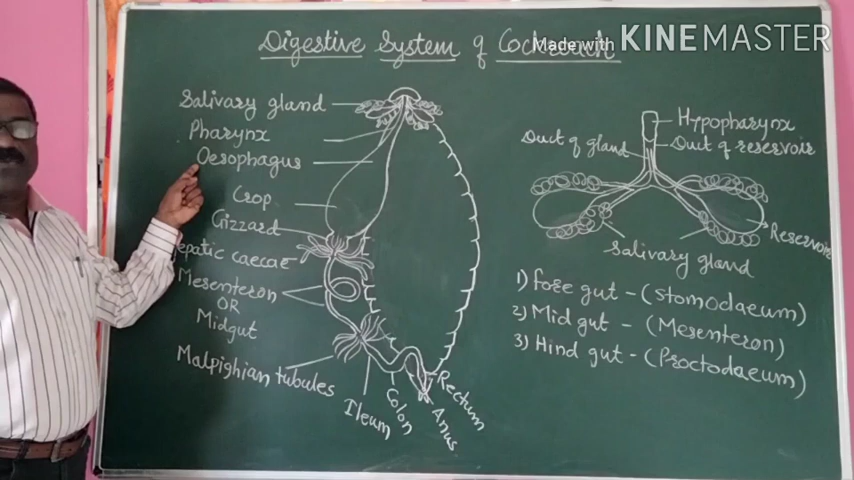 Digestive System of Cockroach
Made with KINEMASTER
Salivary gland
Pharynx
Oesophagus
Crop
Gizzard
epatic caecae
Mesenteron
OR
Midgut
Malpighian tubules
Ileum
Colon
Anus
Rectum
Hypopharynx
Duct of gland
Duct of reservoir
Reservoir
Salivary gland
1) Fore gut - (Stomodaeum)
2) Mid gut - (Mesenteron)
3) Hind gut - (Proctodaeum)